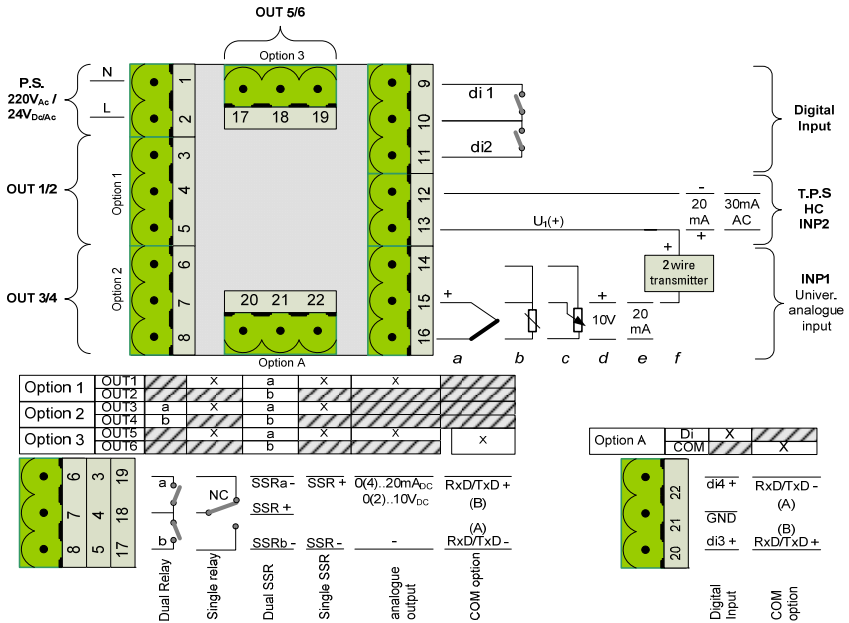 OUT 5/6
Option 3
P.S.
220VAc /
24VDc/Ac
N
L
OUT 1/2
OUT 3/4
Option 1
Option 2
1
2
3
4
5
6
7
8
17 18 19
20 21 22
Option A
9
10
11
12
13
14
15
16
di 1
di2
Digital
Input
-
20
mA
+
30mA
AC
T.P.S
HC
INP2
U1(+)
+
2 wire
transmitter
INP1
Univer.
analogue
input
+
+
10V
20
mA
a b c d e f
Option 1 OUT1 X a X X
OUT2 b
Option 2 OUT3 a X a X
OUT4 b b
Option 3 OUT5 X a X X X
OUT6 b
Option A Di X
COM X
6 3 19
7 4 18
8 5 17
a
b
NC
SSRa - SSR + 0(4)..20mADC RxD/TxD +
SSR + 0(2)..10VDC (B)
(A)
SSRb - SSR - - RxD/TxD -
Dual Relay
Single relay
Dual SSR
Single SSR
analogue
output
COM option
22
21
20
di4 + RxD/TxD -
(A)
GND
(B)
di3 + RxD/TxD +
Digital
Input
COM
option